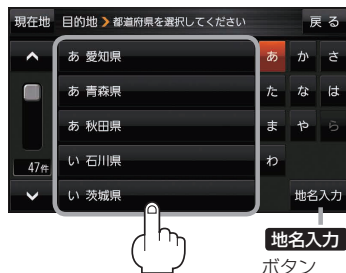 現在地 目的地 > 都道府県を選択してください 戻る
あ 愛知県 あ か さ
あ 青森県 た な は
あ 秋田県 ま や ら
い 石川県 わ
47件
い 茨城県 地名入力
地名入力
ボタン